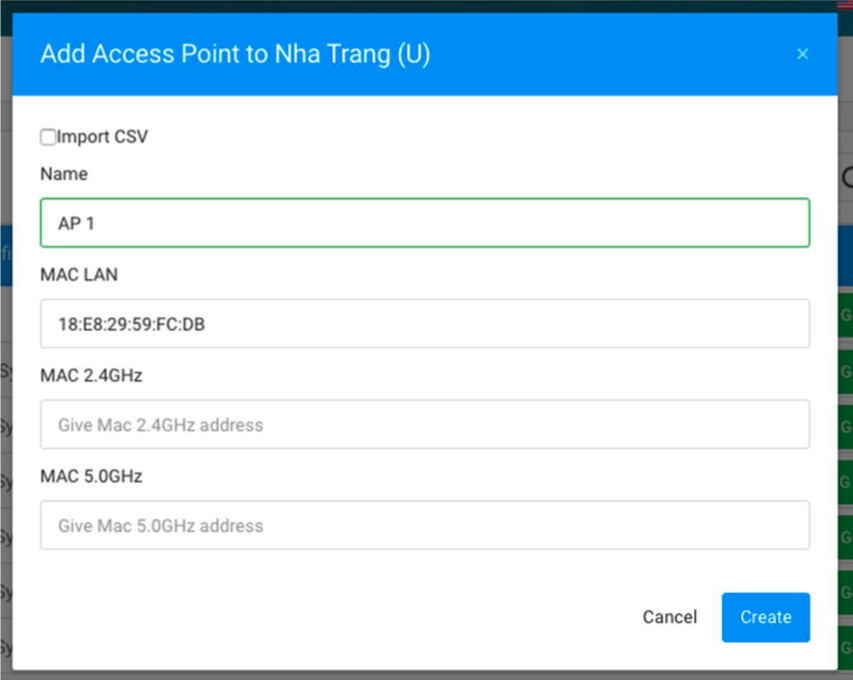 Add Access Point to Nha Trang (U)
×
Import CSV
Name
AP 1
MAC LAN
18:E8:29:59:FC:DB
MAC 2.4GHz
Give Mac 2.4GHz address
MAC 5.0GHz
Give Mac 5.0GHz address
Cancel
Create